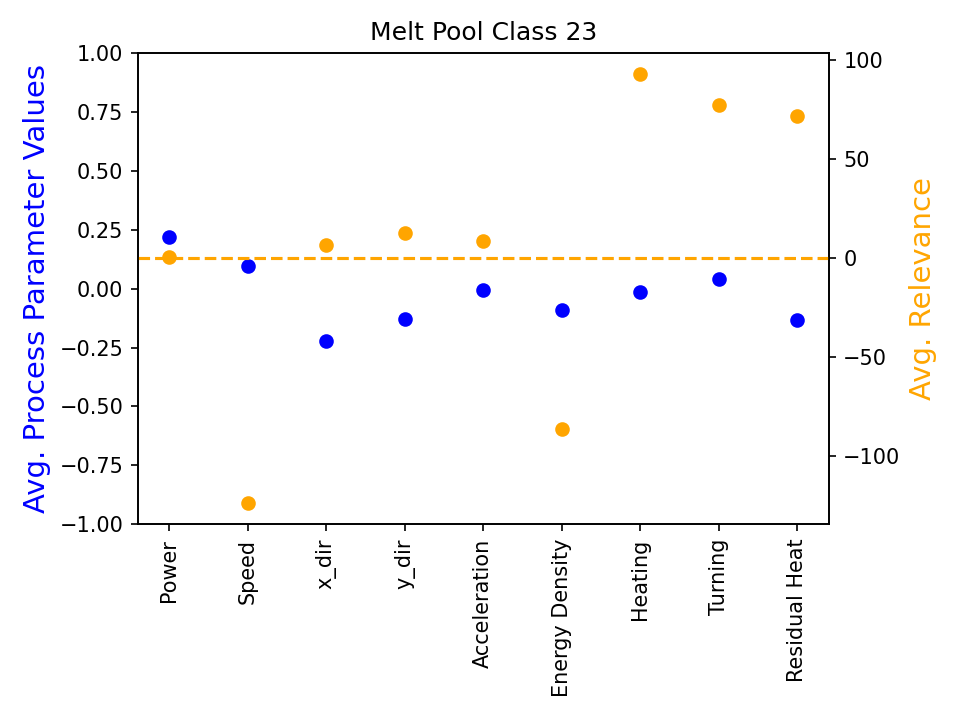 Melt Pool Class 23
Avg. Process Parameter Values
1.00
0.75
0.50
0.25
0.00
−0.25
−0.50
−0.75
−1.00
100
50
0
−50
−100
Avg. Relevance
Power
Speed
x_dir
y_dir
Acceleration
Energy Density
Heating
Turning
Residual Heat